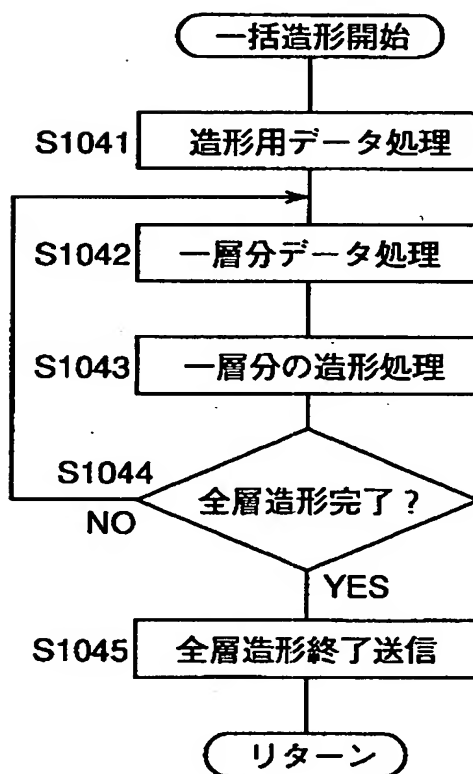 一括造形開始
S1041 造形用データ処理
S1042 一層分データ処理
S1043 一層分の造形処理
S1044
全層造形完了?
NO
YES
S1045 全層造形終了送信
リターン